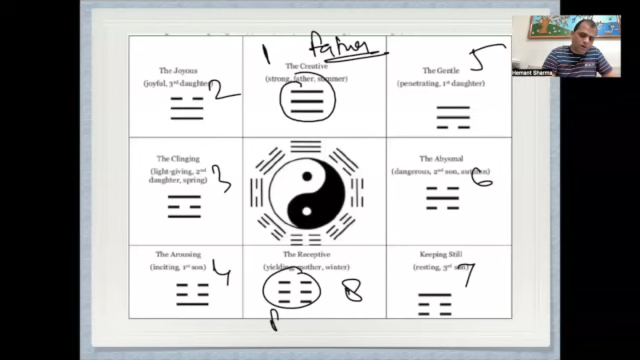 1 Father
5
Hemant Sharma
The Joyous
(joyful, 3rd daughter)
2
The Creative
(strong, father, summer)
The Gentle
(penetrating, 1st daughter)
The Clinging
(light-giving, 2nd
daughter, spring)
3
The Abysmal
(dangerous, 2nd son, autumn)
6
The Arousing
(inciting, 1st son)
4
The Receptive
(yielding, mother, winter)
8
Keeping Still
(resting, 3rd son)
7